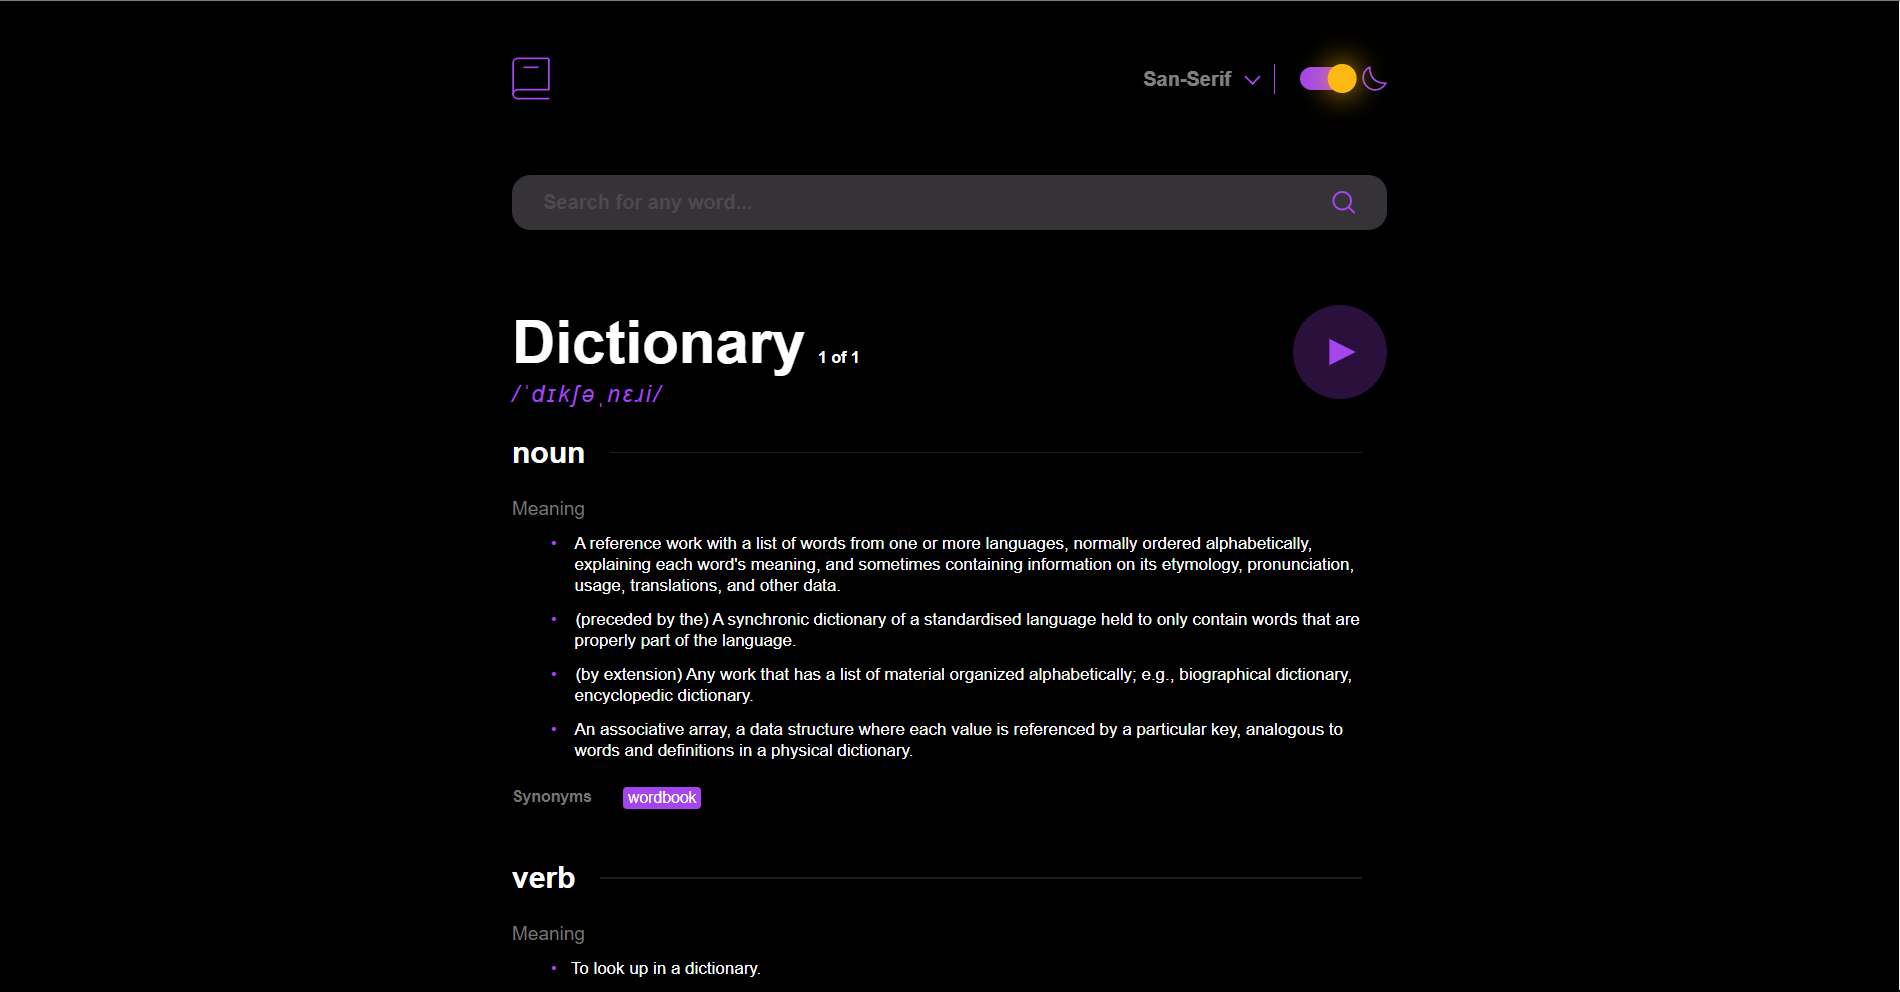 San-Serif
Search for any word...
Dictionary 1 of 1
/ˈdɪkʃəˌnɛɹi/
noun
Meaning
• A reference work with a list of words from one or more languages, normally ordered alphabetically,
explaining each word's meaning, and sometimes containing information on its etymology, pronunciation,
usage, translations, and other data.
• (preceded by the) A synchronic dictionary of a standardised language held to only contain words that are
properly part of the language.
• (by extension) Any work that has a list of material organized alphabetically; e.g., biographical dictionary,
encyclopedic dictionary.
• An associative array, a data structure where each value is referenced by a particular key, analogous to
words and definitions in a physical dictionary.
Synonyms wordbook
verb
Meaning
• To look up in a dictionary.